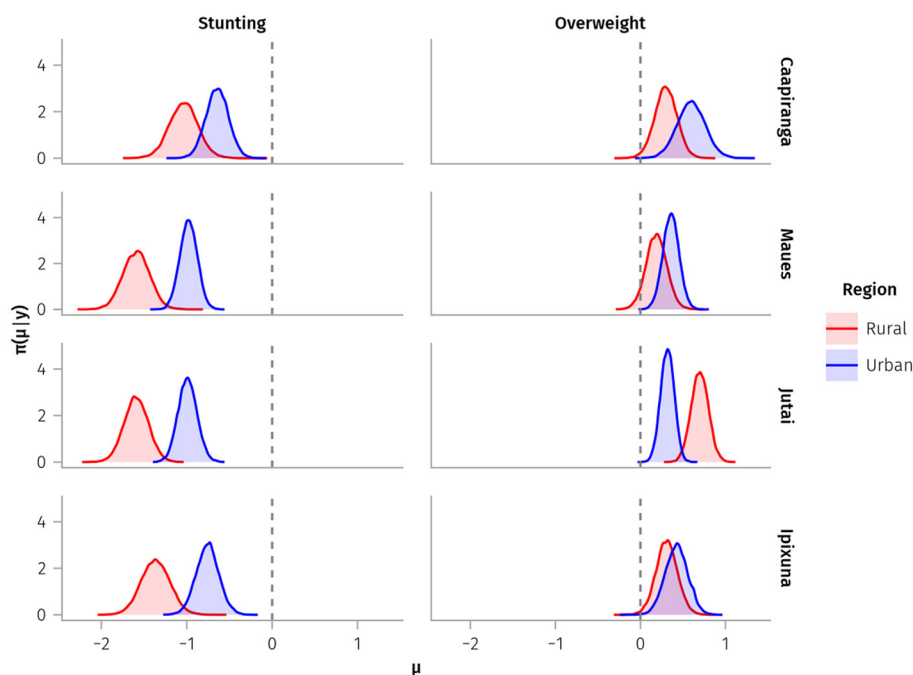 Stunting
Overweight
4
2
0
Caapiranga
4
2
0
Maues
4
2
0
Jutai
4
2
0
Ipixuna
−2 −1 0 1
−2 −1 0 1
μ
π(μ|y)
Region
Rural
Urban